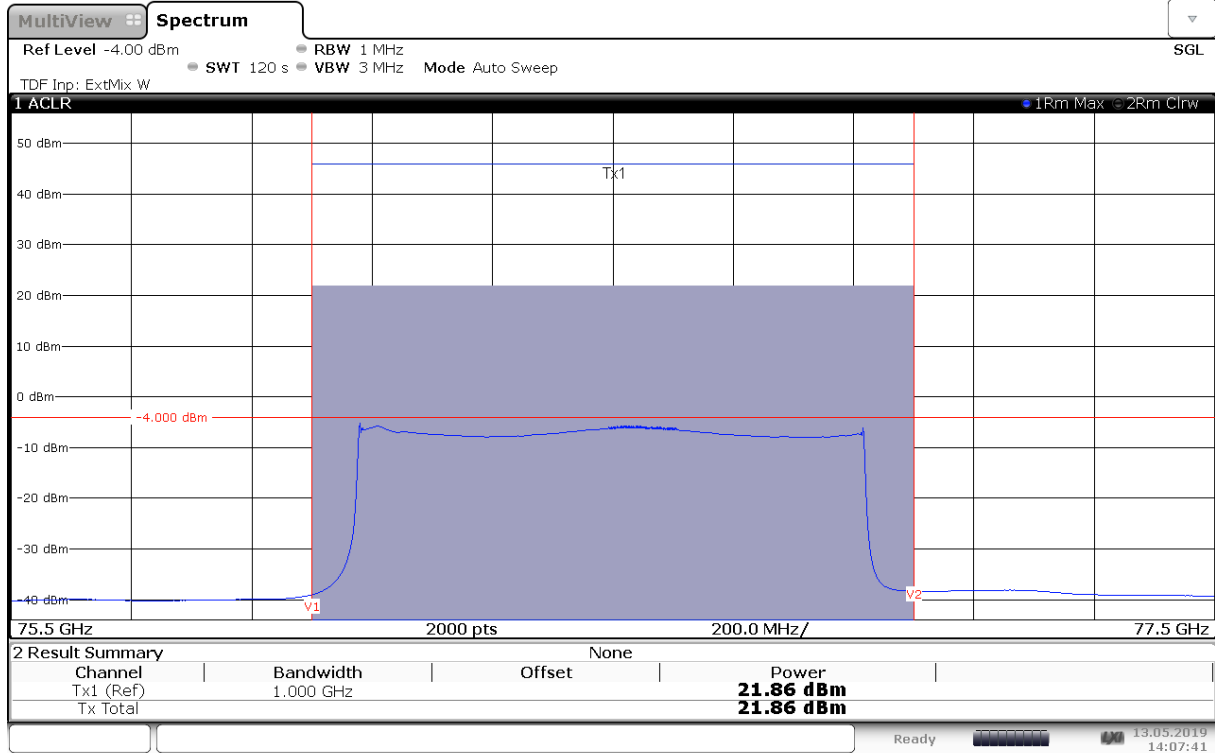 MultiView Spectrum
Ref Level -4.00 dBm RBW 1 MHz SGL
SWT 120 s VBW 3 MHz Mode Auto Sweep
TDF Inp: ExtMix W
1 ACLR 1Rm Max 2Rm Clrw
50 dBm
Tx1
40 dBm
30 dBm
20 dBm
10 dBm
0 dBm
-4.000 dBm
-10 dBm
-20 dBm
-30 dBm
-40 dBm
V1 V2
75.5 GHz 2000 pts 200.0 MHz/ 77.5 GHz
2 Result Summary None
Channel Bandwidth Offset Power
Tx1 (Ref) 1.000 GHz 21.86 dBm
Tx Total 21.86 dBm
Ready 13.05.2019
14:07:41